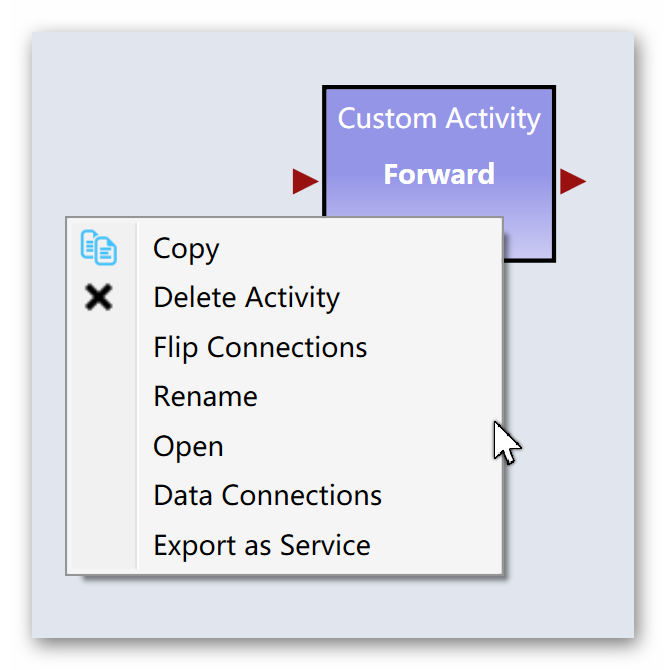 Custom Activity
Forward
Copy
Delete Activity
Flip Connections
Rename
Open
Data Connections
Export as Service